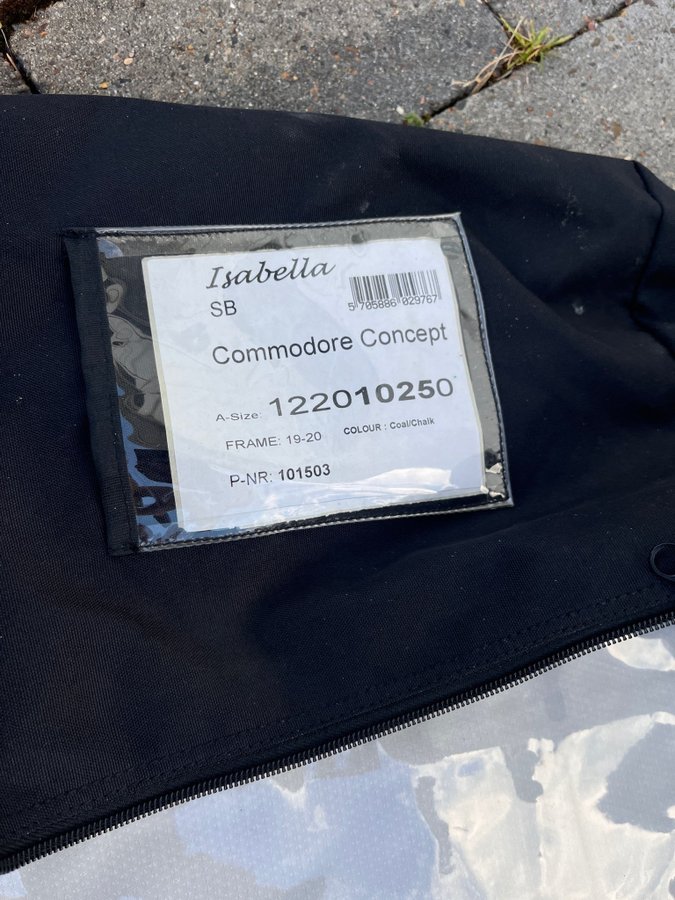 Isabella
SB
5 705886 029767
Commodore Concept
A-Size: 122010250
FRAME: 19-20 COLOUR : Coal/Chalk
P-NR: 101503